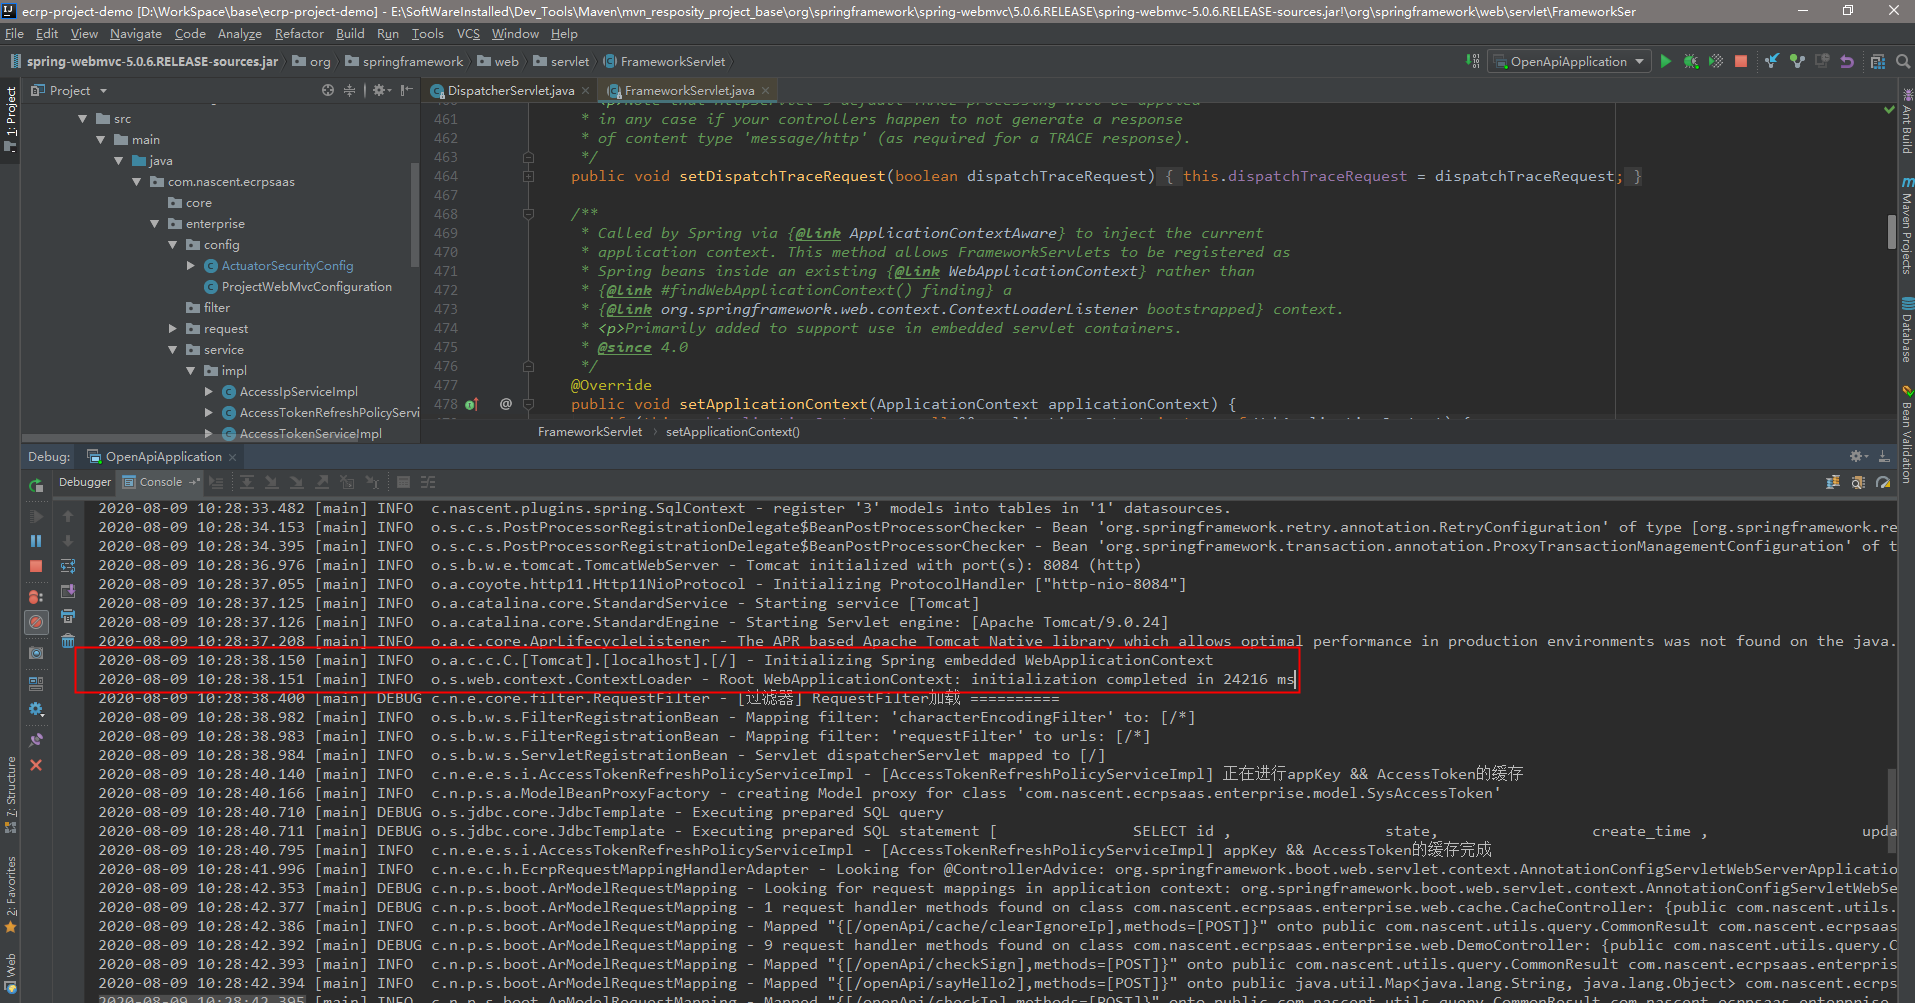 ecrp-project-demo [D:\WorkSpace\base\ecrp-project-demo] - E:\SoftWareInstalled\Dev_Tools\Maven\mvn_resposity_project_base\org\springframework\spring-webmvc\5.0.6.RELEASE\spring-webmvc-5.0.6.RELEASE-sources.jar!\org\springframework\web\servlet\FrameworkSer
File Edit View Navigate Code Analyze Refactor Build Run Tools VCS Window Help
spring-webmvc-5.0.6.RELEASE-sources.jar org springframework web servlet FrameworkServlet OpenApiApplication
1: Project
Project
src
main
java
com.nascent.ecrpsaas
core
enterprise
config
ActuatorSecurityConfig
ProjectWebMvcConfiguration
filter
request
service
impl
AccessIpServiceImpl
AccessTokenRefreshPolicyServi
AccessTokenServiceImpl
DispatcherServlet.java FrameworkServlet.java
461 * in any case if your controllers happen to not generate a response
462 * of content type 'message/http' (as required for a TRACE response).
463 */
464 public void setDispatchTraceRequest(boolean dispatchTraceRequest) { this.dispatchTraceRequest = dispatchTraceRequest; }
467
468 /**
469 * Called by Spring via {@link ApplicationContextAware} to inject the current
470 * application context. This method allows FrameworkServlets to be registered as
471 * Spring beans inside an existing {@link WebApplicationContext} rather than
472 * {@link #findWebApplicationContext() finding} a
473 * {@link org.springframework.web.context.ContextLoaderListener bootstrapped} context.
474 * <p>Primarily added to support use in embedded servlet containers.
475 * @since 4.0
476 */
477 @Override
478 @ public void setApplicationContext(ApplicationContext applicationContext) {
FrameworkServlet setApplicationContext()
Ant Build
Maven Projects
Database
Bean Validation
Debug: OpenApiApplication
Debugger Console
2020-08-09 10:28:33.482 [main] INFO c.nascent.plugins.spring.SqlContext - register '3' models into tables in '1' datasources.
2020-08-09 10:28:34.153 [main] INFO o.s.c.s.PostProcessorRegistrationDelegate$BeanPostProcessorChecker - Bean 'org.springframework.retry.annotation.RetryConfiguration' of type [org.springframework.re
2020-08-09 10:28:34.395 [main] INFO o.s.c.s.PostProcessorRegistrationDelegate$BeanPostProcessorChecker - Bean 'org.springframework.transaction.annotation.ProxyTransactionManagementConfiguration' of t
2020-08-09 10:28:36.976 [main] INFO o.s.b.w.e.tomcat.TomcatWebServer - Tomcat initialized with port(s): 8084 (http)
2020-08-09 10:28:37.055 [main] INFO o.a.coyote.http11.Http11NioProtocol - Initializing ProtocolHandler ["http-nio-8084"]
2020-08-09 10:28:37.125 [main] INFO o.a.catalina.core.StandardService - Starting service [Tomcat]
2020-08-09 10:28:37.126 [main] INFO o.a.catalina.core.StandardEngine - Starting Servlet engine: [Apache Tomcat/9.0.24]
2020-08-09 10:28:37.208 [main] INFO o.a.c.core.AprLifecycleListener - The APR based Apache Tomcat Native library which allows optimal performance in production environments was not found on the java.
2020-08-09 10:28:38.150 [main] INFO o.a.c.c.C.[Tomcat].[localhost].[/] - Initializing Spring embedded WebApplicationContext
2020-08-09 10:28:38.151 [main] INFO o.s.web.context.ContextLoader - Root WebApplicationContext: initialization completed in 24216 ms
2020-08-09 10:28:38.400 [main] DEBUG c.n.e.core.filter.RequestFilter - [过滤器] RequestFilter加载 ==========
2020-08-09 10:28:38.982 [main] INFO o.s.b.w.s.FilterRegistrationBean - Mapping filter: 'characterEncodingFilter' to: [/*]
2020-08-09 10:28:38.983 [main] INFO o.s.b.w.s.FilterRegistrationBean - Mapping filter: 'requestFilter' to urls: [/*]
2020-08-09 10:28:38.984 [main] INFO o.s.b.w.s.ServletRegistrationBean - Servlet dispatcherServlet mapped to [/]
2020-08-09 10:28:40.140 [main] INFO c.n.e.e.s.i.AccessTokenRefreshPolicyServiceImpl - [AccessTokenRefreshPolicyServiceImpl] 正在进行appKey && AccessToken的缓存
2020-08-09 10:28:40.166 [main] INFO c.n.p.s.a.ModelBeanProxyFactory - creating Model proxy for class 'com.nascent.ecrpsaas.enterprise.model.SysAccessToken'
2020-08-09 10:28:40.710 [main] DEBUG o.s.jdbc.core.JdbcTemplate - Executing prepared SQL query
2020-08-09 10:28:40.711 [main] DEBUG o.s.jdbc.core.JdbcTemplate - Executing prepared SQL statement [ SELECT id , state, create_time , upda
2020-08-09 10:28:40.795 [main] INFO c.n.e.e.s.i.AccessTokenRefreshPolicyServiceImpl - [AccessTokenRefreshPolicyServiceImpl] appKey && AccessToken的缓存完成
2020-08-09 10:28:41.996 [main] INFO c.n.e.c.h.EcrpRequestMappingHandlerAdapter - Looking for @ControllerAdvice: org.springframework.boot.web.servlet.context.AnnotationConfigServletWebServerApplication
2020-08-09 10:28:42.353 [main] DEBUG c.n.p.s.boot.ArModelRequestMapping - Looking for request mappings in application context: org.springframework.boot.web.servlet.context.AnnotationConfigServletWebSe
2020-08-09 10:28:42.377 [main] DEBUG c.n.p.s.boot.ArModelRequestMapping - 1 request handler methods found on class com.nascent.ecrpsaas.enterprise.web.cache.CacheController: {public com.nascent.utils.
2020-08-09 10:28:42.386 [main] INFO c.n.p.s.boot.ArModelRequestMapping - Mapped "{[/openApi/cache/clearIgnoreIp],methods=[POST]}" onto public com.nascent.utils.query.CommonResult com.nascent.ecrpsaas
2020-08-09 10:28:42.392 [main] DEBUG c.n.p.s.boot.ArModelRequestMapping - 9 request handler methods found on class com.nascent.ecrpsaas.enterprise.web.DemoController: {public com.nascent.utils.query.C
2020-08-09 10:28:42.393 [main] INFO c.n.p.s.boot.ArModelRequestMapping - Mapped "{[/openApi/checkSign],methods=[POST]}" onto public com.nascent.utils.query.CommonResult com.nascent.ecrpsaas.enterpris
2020-08-09 10:28:42.394 [main] INFO c.n.p.s.boot.ArModelRequestMapping - Mapped "{[/openApi/sayHello2],methods=[POST]}" onto public java.util.Map<java.lang.String, java.lang.Object> com.nascent.ecrps
7: Structure
2: Favorites
Web